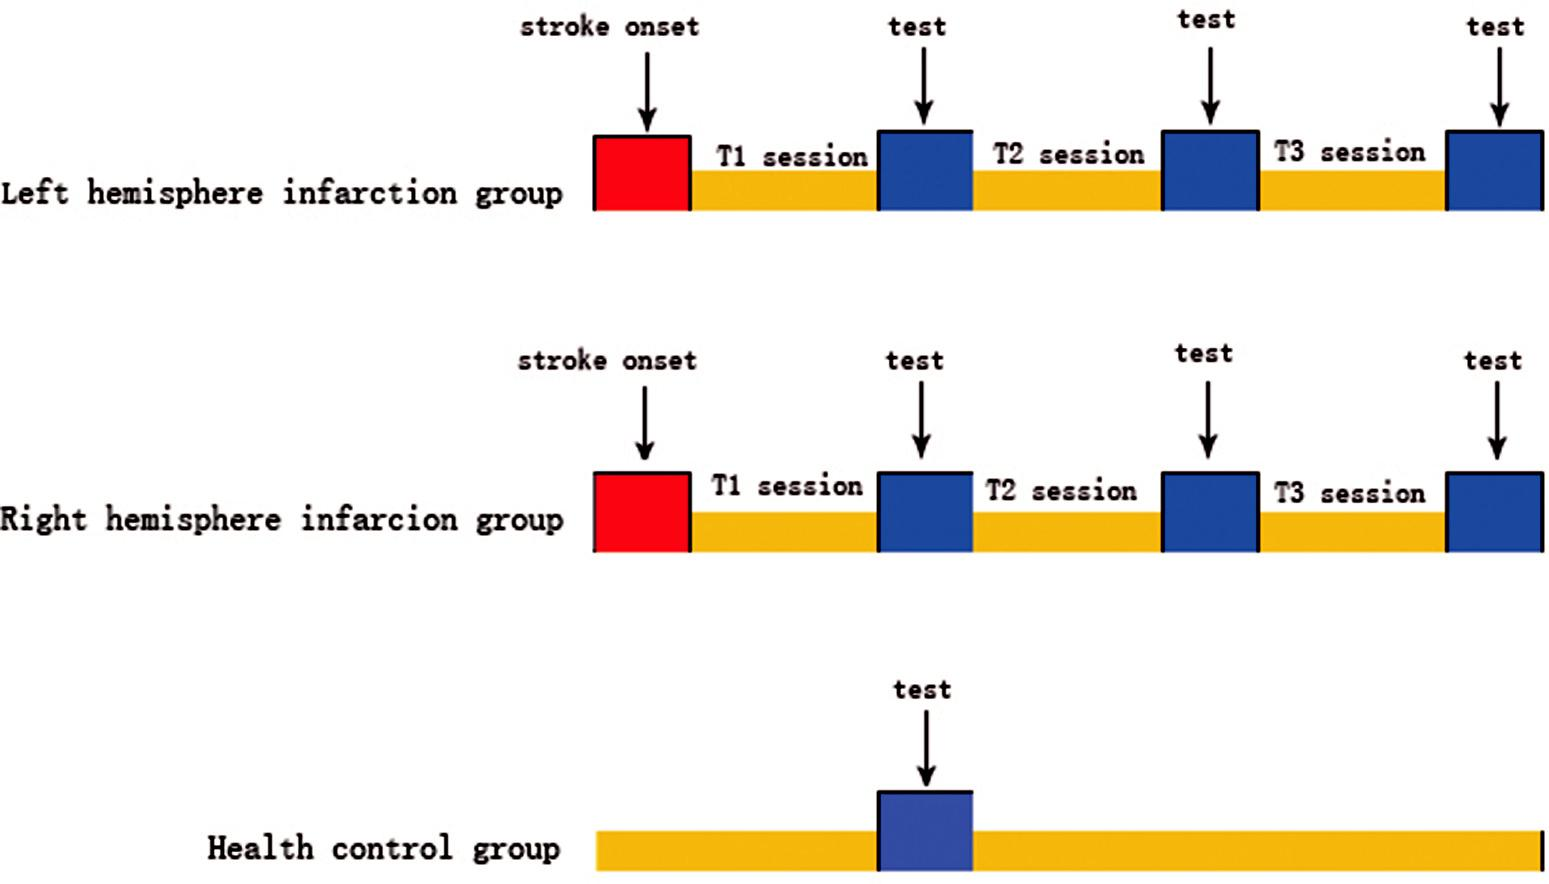 stroke onset test test test
T1 session T2 session T3 session
Left hemisphere infarction group
stroke onset test test test
T1 session T2 session T3 session
Right hemisphere infarcion group
test
Health control group